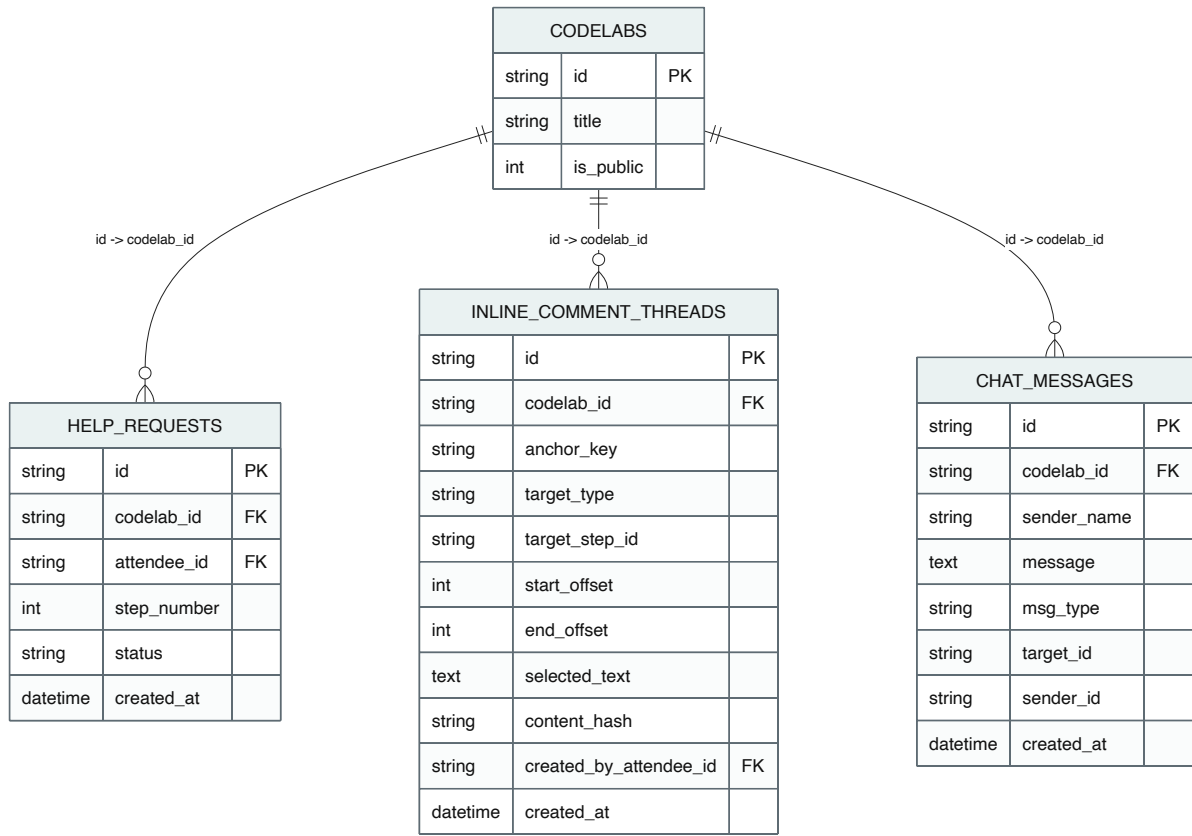 CODELABS
string id PK
string title
int is_public
id -> codelab_id
id -> codelab_id
id -> codelab_id
HELP_REQUESTS
string id PK
string codelab_id FK
string attendee_id FK
int step_number
string status
datetime created_at
INLINE_COMMENT_THREADS
string id PK
string codelab_id FK
string anchor_key
string target_type
string target_step_id
int start_offset
int end_offset
text selected_text
string content_hash
string created_by_attendee_id FK
datetime created_at
CHAT_MESSAGES
string id PK
string codelab_id FK
string sender_name
text message
string msg_type
string target_id
string sender_id
datetime created_at